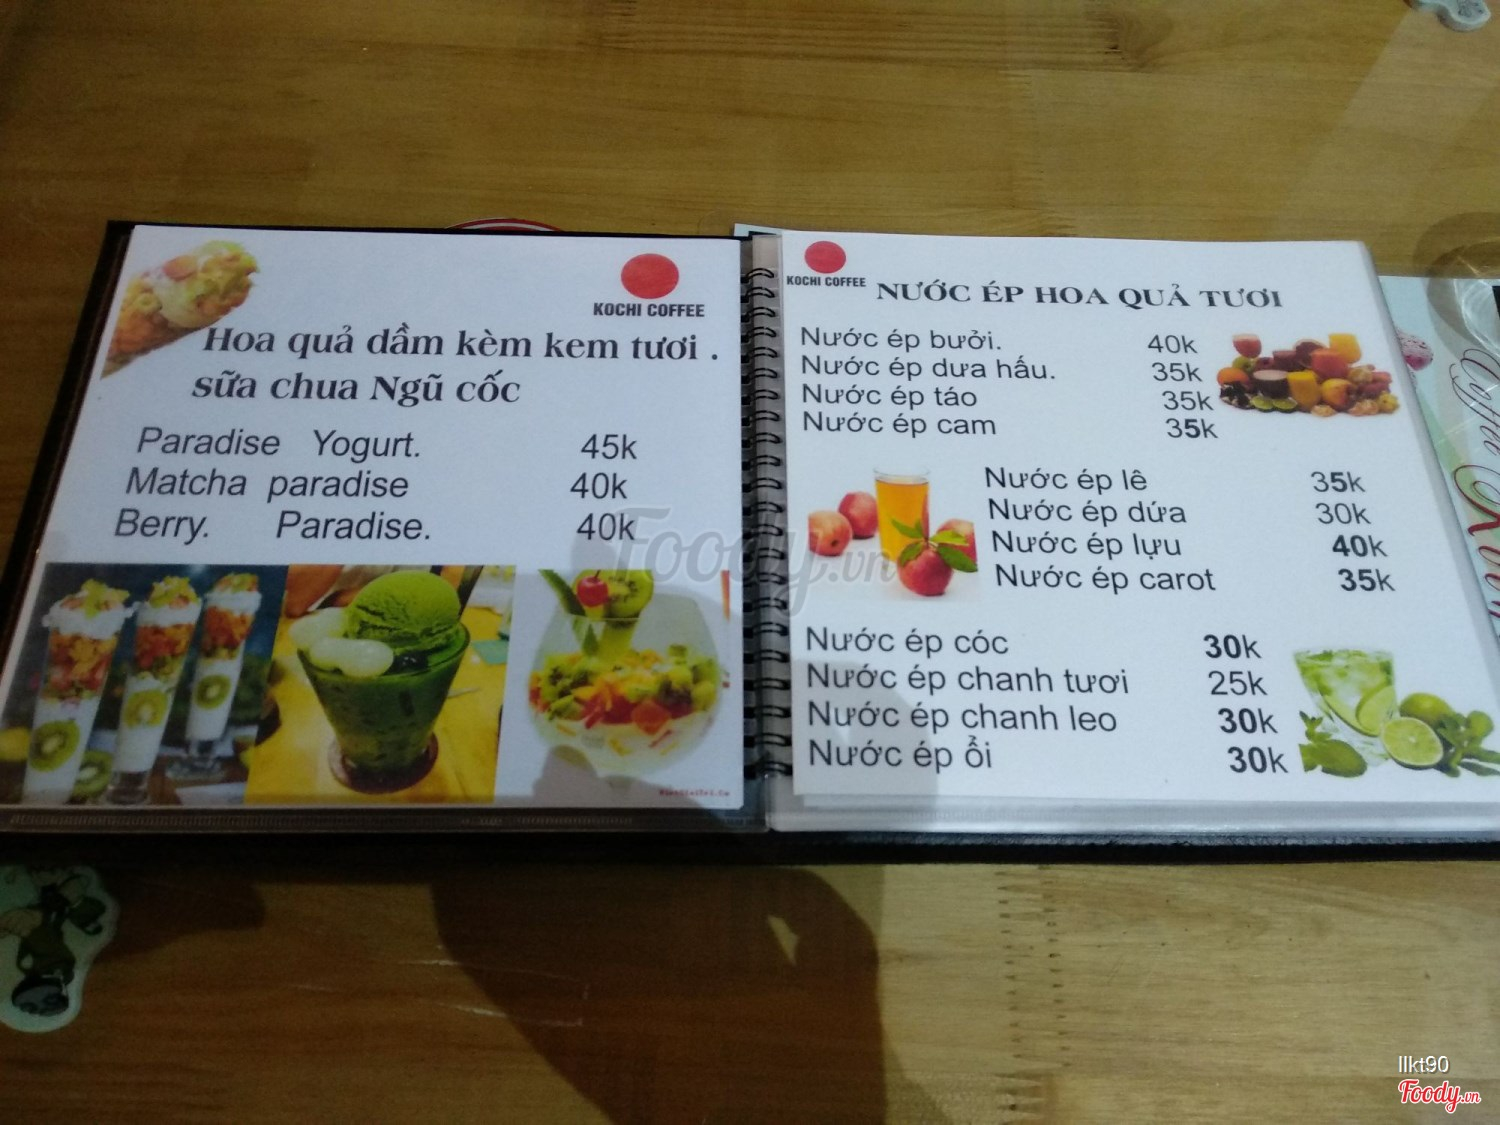 KOCHI COFFEE
Hoa quả dầm kèm kem tươi .
sữa chua Ngũ cốc
Paradise Yogurt. 45k
Matcha paradise 40k
Berry. Paradise. 40k
KOCHI COFFEE
NƯỚC ÉP HOA QUẢ TƯƠI
Nước ép bưởi. 40k
Nước ép dưa hấu. 35k
Nước ép táo 35k
Nước ép cam 35k
Nước ép lê 35k
Nước ép dứa 30k
Nước ép lựu 40k
Nước ép carot 35k
Nước ép cóc 30k
Nước ép chanh tươi 25k
Nước ép chanh leo 30k
Nước ép ổi 30k
Foody.vn
llkt90
Foody.vn